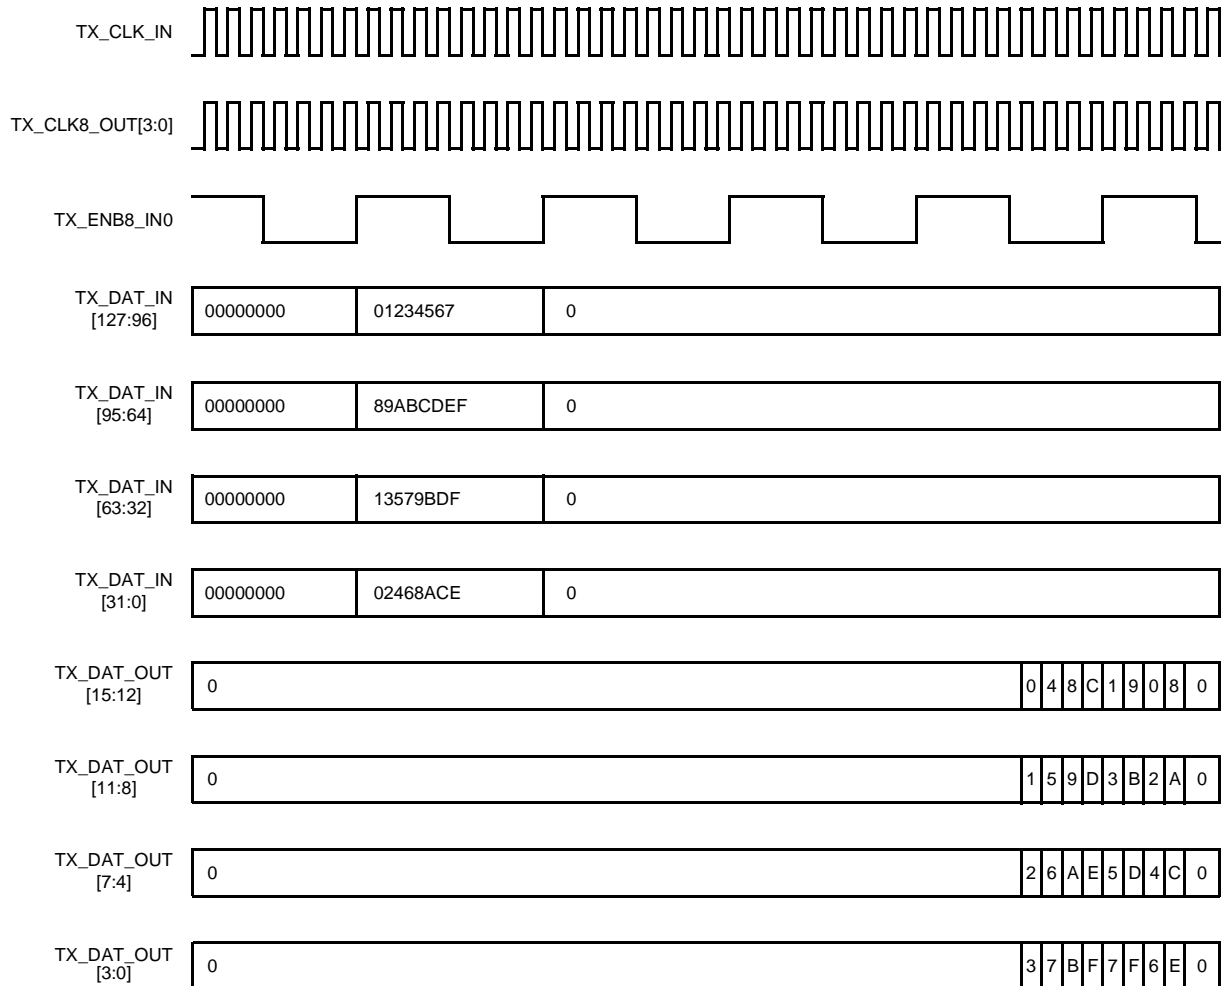 TX_CLK_IN
TX_CLK8_OUT[3:0]
TX_ENB8_IN0
TX_DAT_IN
[127:96]
00000000 01234567 0
TX_DAT_IN
[95:64]
00000000 89ABCDEF 0
TX_DAT_IN
[63:32]
00000000 13579BDF 0
TX_DAT_IN
[31:0]
00000000 02468ACE 0
TX_DAT_OUT
[15:12]
0 0 4 8 C 1 9 0 8 0
TX_DAT_OUT
[11:8]
0 1 5 9 D 3 B 2 A 0
TX_DAT_OUT
[7:4]
0 2 6 A E 5 D 4 C 0
TX_DAT_OUT
[3:0]
0 3 7 B F 7 F 6 E 0